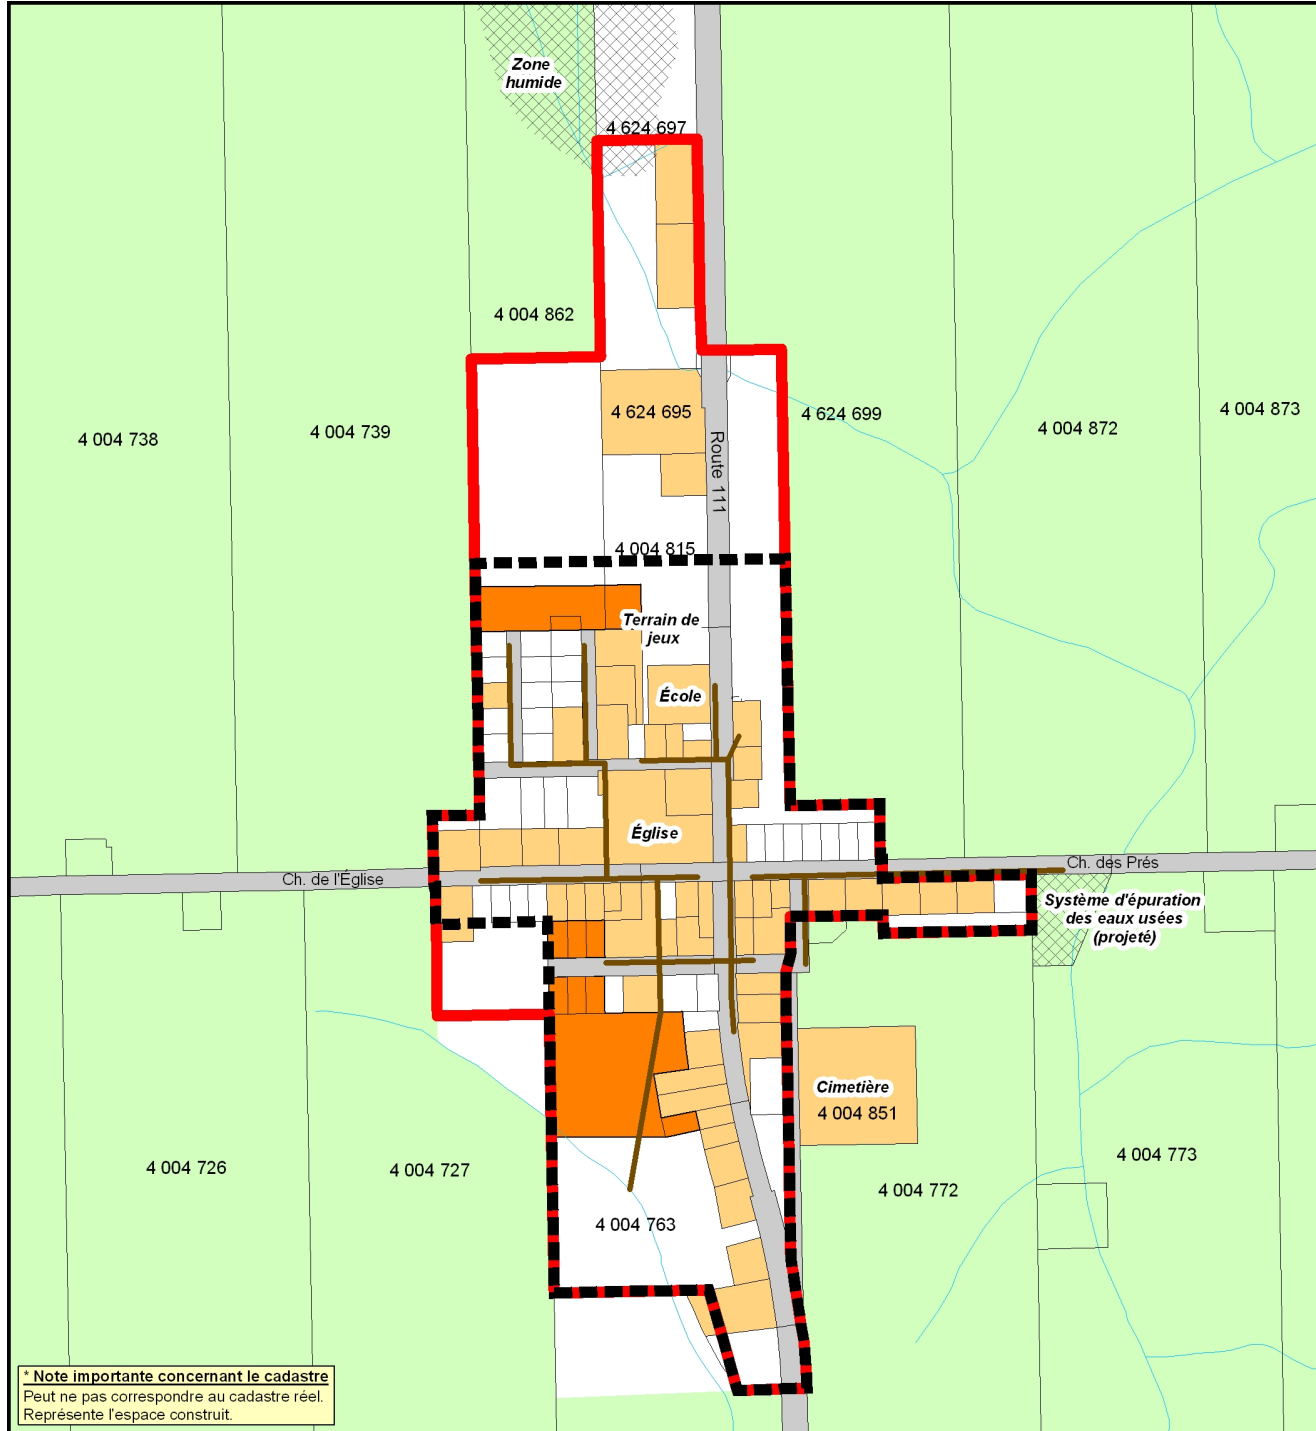 Zone
humide
4 624 697
4 004 862
4 624 695
4 624 699
4 004 873
4 004 872
4 004 739
4 004 738
Route 111
4 004 815
Terrain de
jeux
École
Église
Ch. des Prés
Ch. de l'Église
Système d'épuration
des eaux usées
(projeté)
Cimetière
4 004 851
4 004 773
4 004 726
4 004 727
4 004 772
4 004 763
* Note importante concernant le cadastre
Peut ne pas correspondre au cadastre réel.
Représente l'espace construit.